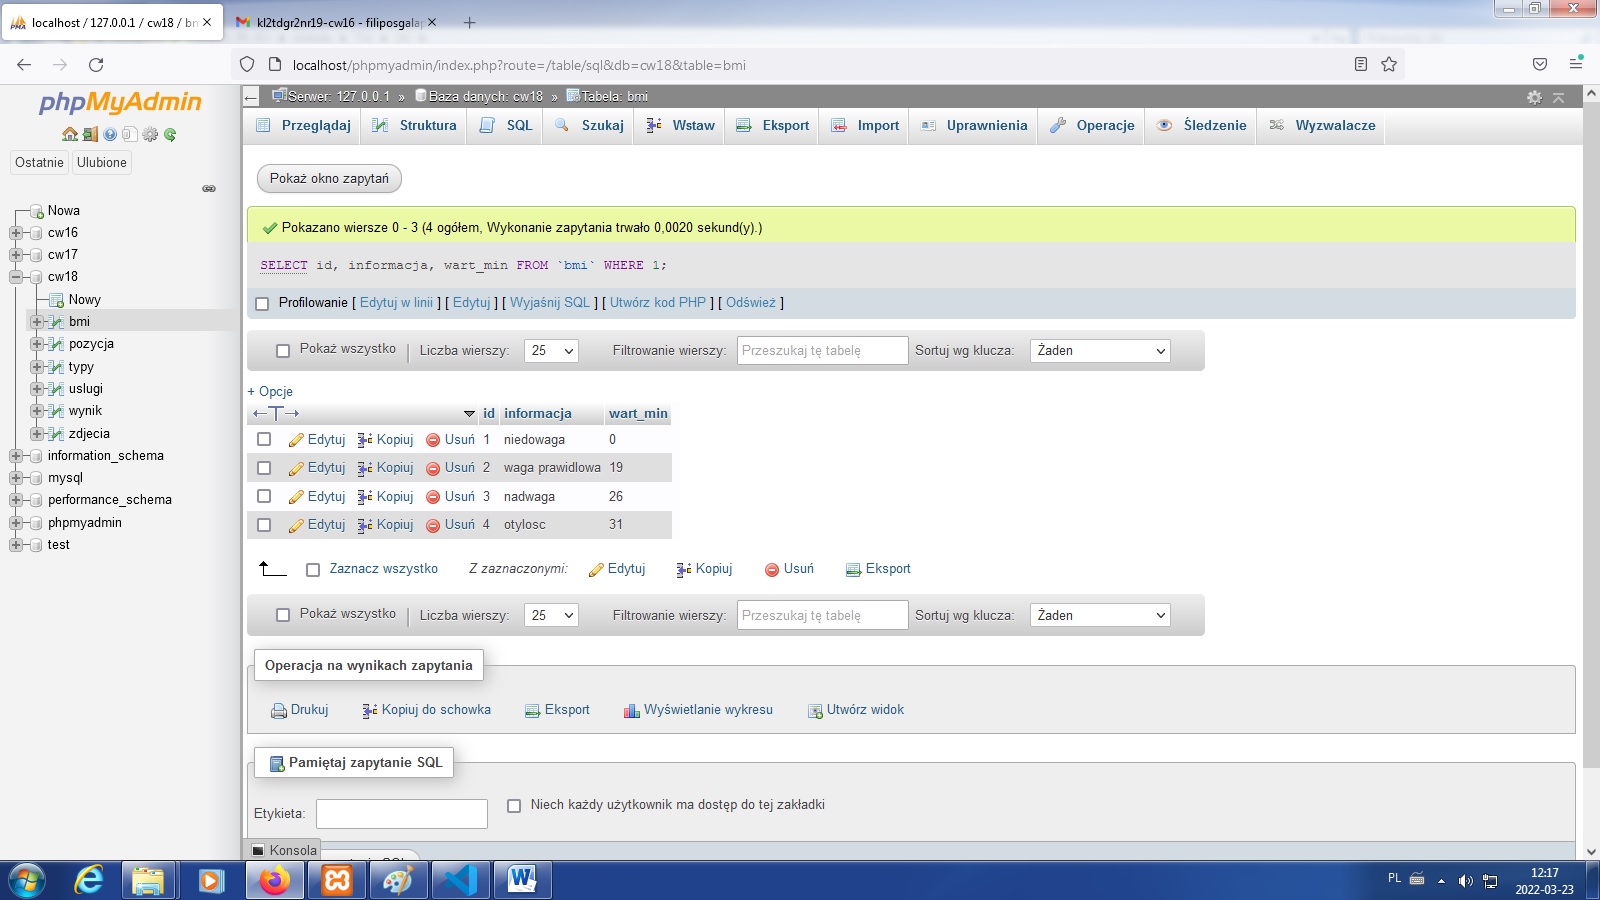 localhost / 127.0.0.1 / cw18 / b
kl2tdgr2nr19-cw16 - filiposgala
localhost/phpmyadmin/index.php?route=/table/sql&db=cw18&table=bmi
phpMyAdmin
Ostatnie Ulubione
Nowa
cw16
cw17
cw18
Nowy
bmi
pozycja
typy
uslugi
wynik
zdjecia
information_schema
mysql
performance_schema
phpmyadmin
test
Serwer: 127.0.0.1 » Baza danych: cw18 » Tabela: bmi
Przeglądaj Struktura SQL Szukaj Wstaw Eksport Import Uprawnienia Operacje Śledzenie Wyzwalacze
Pokaż okno zapytań
Pokazano wiersze 0 - 3 (4 ogółem, Wykonanie zapytania trwało 0,0020 sekund(y).)
SELECT id, informacja, wart_min FROM `bmi` WHERE 1;
Profilowanie [ Edytuj w linii ] [ Edytuj ] [ Wyjaśnij SQL ] [ Utwórz kod PHP ] [ Odśwież ]
Pokaż wszystko | Liczba wierszy: 25 Filtrowanie wierszy: Przeszukaj tę tabelę Sortuj wg klucza: Żaden
+ Opcje
←T→ id informacja wart_min
Edytuj Kopiuj Usuń 1 niedowaga 0
Edytuj Kopiuj Usuń 2 waga prawidlowa 19
Edytuj Kopiuj Usuń 3 nadwaga 26
Edytuj Kopiuj Usuń 4 otylosc 31
Zaznacz wszystko Z zaznaczonymi: Edytuj Kopiuj Usuń Eksport
Pokaż wszystko | Liczba wierszy: 25 Filtrowanie wierszy: Przeszukaj tę tabelę Sortuj wg klucza: Żaden
Operacja na wynikach zapytania
Drukuj Kopiuj do schowka Eksport Wyświetlanie wykresu Utwórz widok
Pamiętaj zapytanie SQL
Etykieta: Niech każdy użytkownik ma dostęp do tej zakładki
Konsola
PL 12:17
2022-03-23